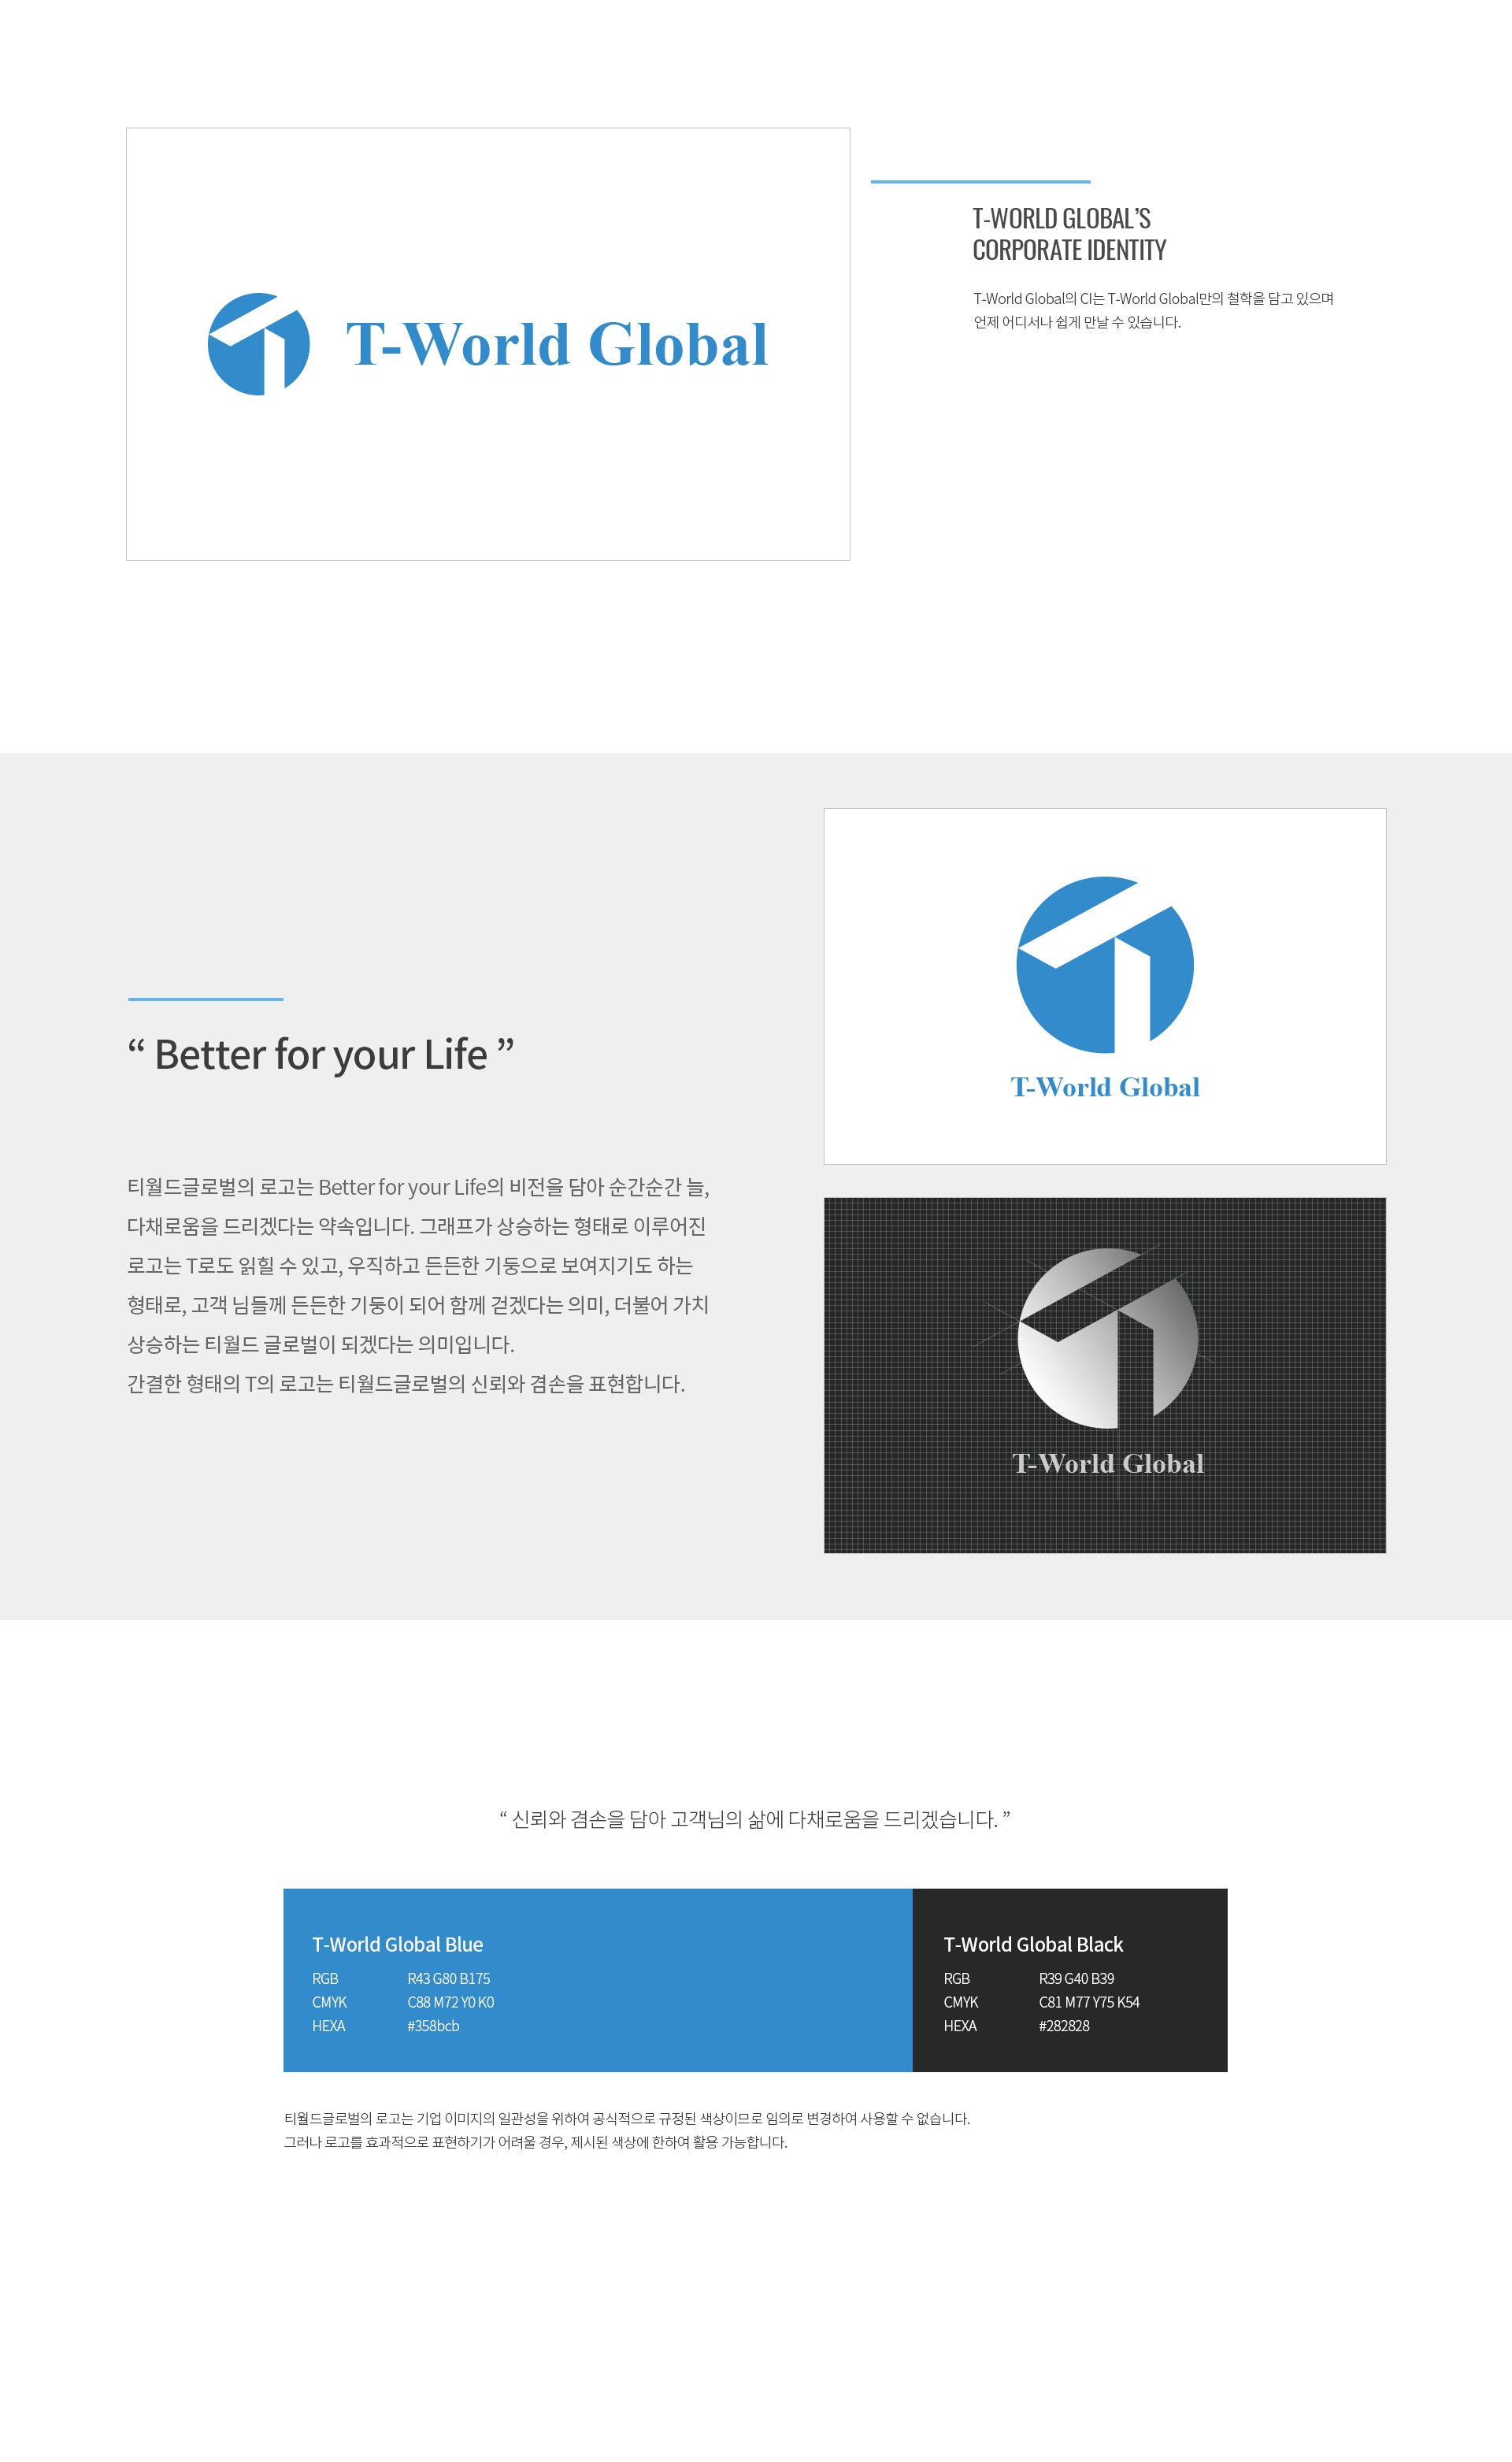 T-World Global
T-WORLD GLOBAL’S
CORPORATE IDENTITY
T-World Global의 CI는 T-World Global만의 철학을 담고 있으며
언제 어디서나 쉽게 만날 수 있습니다.
T-World Global
“ Better for your Life ”
티월드글로벌의 로고는 Better for your Life의 비전을 담아 순간순간 늘,
다채로움을 드리겠다는 약속입니다. 그래프가 상승하는 형태로 이루어진
로고는 T로도 읽힐 수 있고, 우직하고 든든한 기둥으로 보여지기도 하는
형태로, 고객 님들께 든든한 기둥이 되어 함께 걷겠다는 의미, 더불어 가치
상승하는 티월드 글로벌이 되겠다는 의미입니다.
간결한 형태의 T의 로고는 티월드글로벌의 신뢰와 겸손을 표현합니다.
T-World Global
“ 신뢰와 겸손을 담아 고객님의 삶에 다채로움을 드리겠습니다. ”
T-World Global Blue
RGB R43 G80 B175
CMYK C88 M72 Y0 K0
HEXA #358bcb
T-World Global Black
RGB R39 G40 B39
CMYK C81 M77 Y75 K54
HEXA #282828
티월드글로벌의 로고는 기업 이미지의 일관성을 위하여 공식적으로 규정된 색상이므로 임의로 변경하여 사용할 수 없습니다.
그러나 로고를 효과적으로 표현하기가 어려울 경우, 제시된 색상에 한하여 활용 가능합니다.